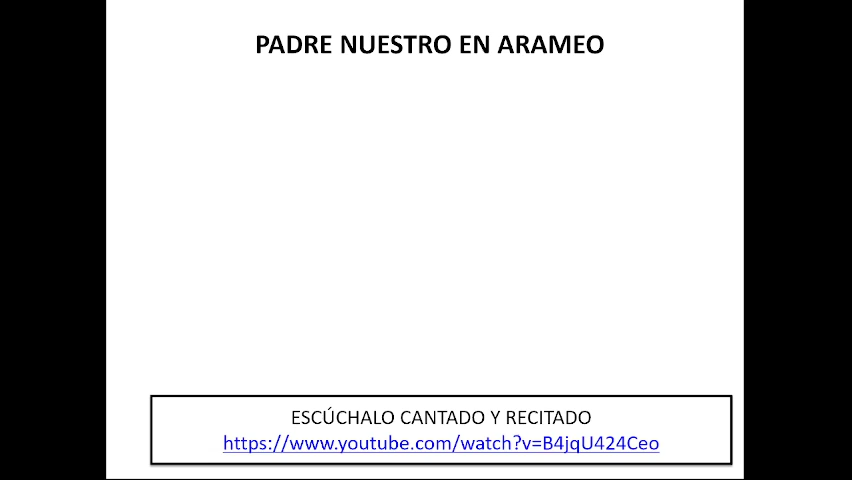 PADRE NUESTRO EN ARAMEO
ESCÚCHALO CANTADO Y RECITADO
https://www.youtube.com/watch?v=B4jqU424Ceo